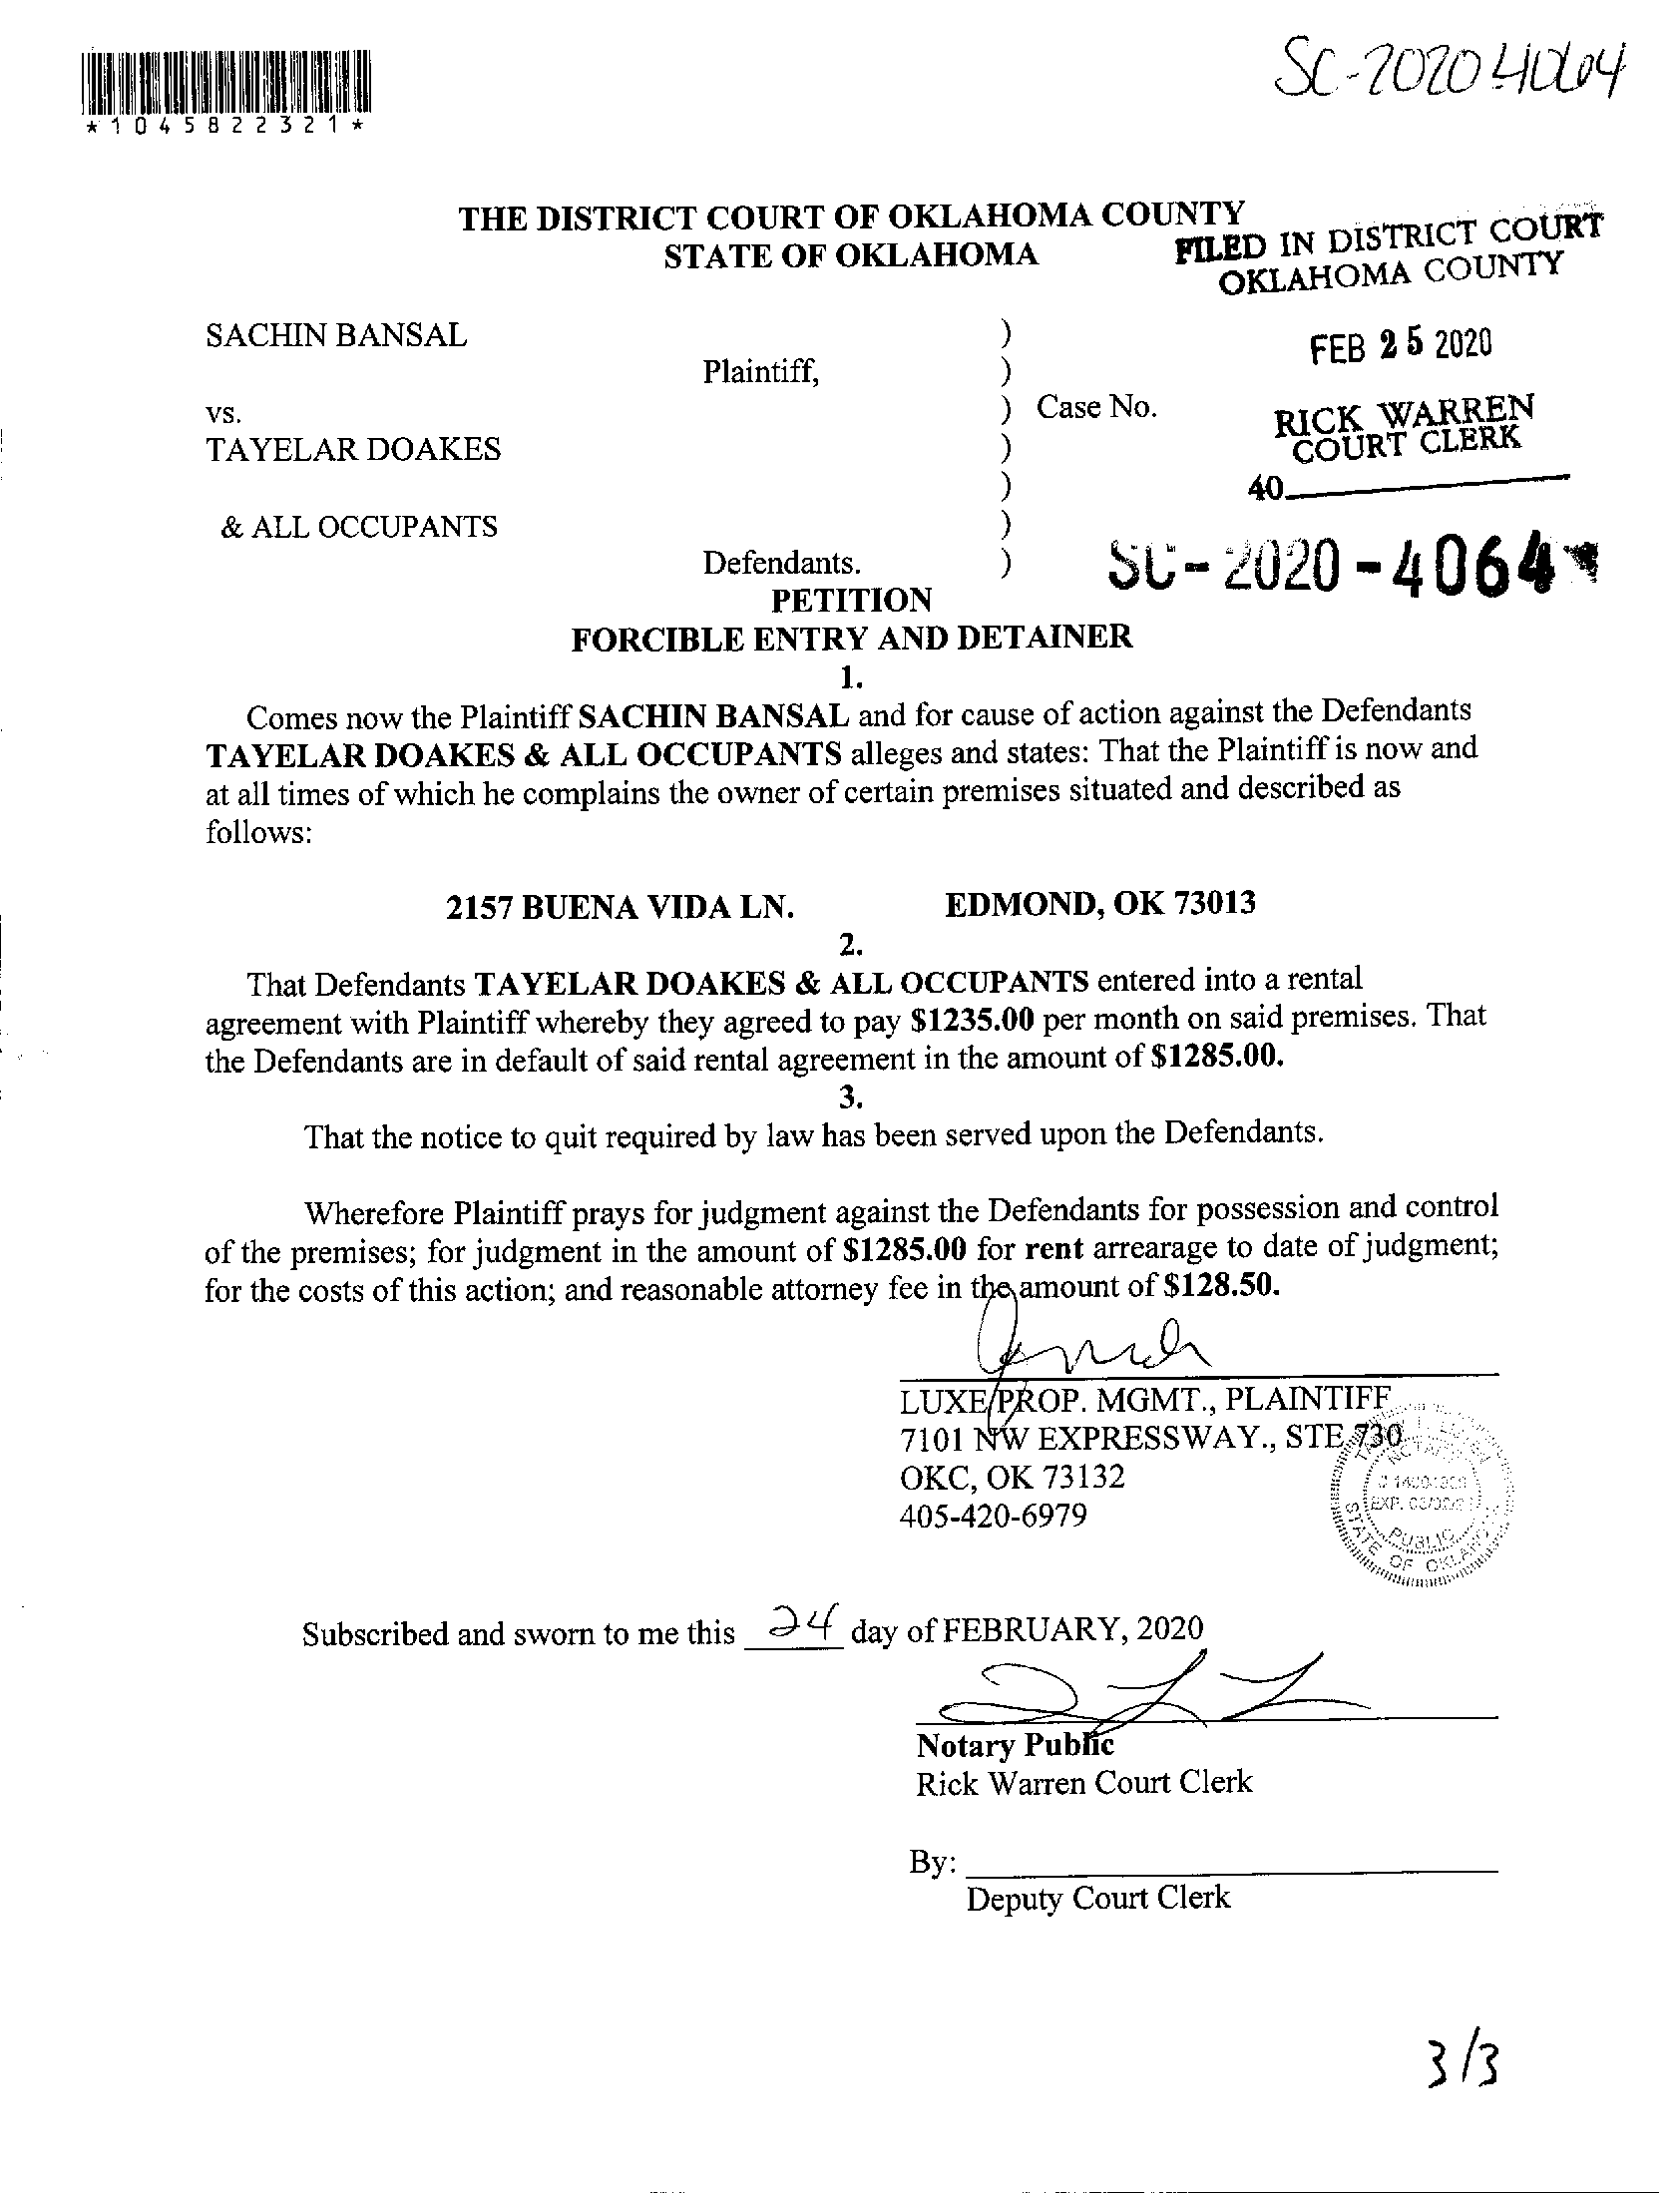 SC-2020 4064
*1045822321*
THE DISTRICT COURT OF OKLAHOMA COUNTY
STATE OF OKLAHOMA
FILED IN DISTRICT COURT
OKLAHOMA COUNTY
SACHIN BANSAL )
FEB 25 2020
Plaintiff, )
vs. ) Case No.
RICK WARREN
COURT CLERK
TAYELAR DOAKES )
)
40
& ALL OCCUPANTS )
Defendants. )
SC-2020-4064
PETITION
FORCIBLE ENTRY AND DETAINER
1.
Comes now the Plaintiff SACHIN BANSAL and for cause of action against the Defendants
TAYELAR DOAKES & ALL OCCUPANTS alleges and states: That the Plaintiff is now and
at all times of which he complains the owner of certain premises situated and described as
follows:
2157 BUENA VIDA LN. EDMOND, OK 73013
2.
That Defendants TAYELAR DOAKES & ALL OCCUPANTS entered into a rental
agreement with Plaintiff whereby they agreed to pay $1235.00 per month on said premises. That
the Defendants are in default of said rental agreement in the amount of $1285.00.
3.
That the notice to quit required by law has been served upon the Defendants.
Wherefore Plaintiff prays for judgment against the Defendants for possession and control
of the premises; for judgment in the amount of $1285.00 for rent arrearage to date of judgment;
for the costs of this action; and reasonable attorney fee in the amount of $128.50.
LUXE PROP. MGMT., PLAINTIFF
7101 NW EXPRESSWAY., STE 730
OKC, OK 73132
405-420-6979
EXP.
PUBLIC
STATE OF OKLAHOMA
Subscribed and sworn to me this 24 day of FEBRUARY, 2020
Notary Public
Rick Warren Court Clerk
By:
Deputy Court Clerk
3/3